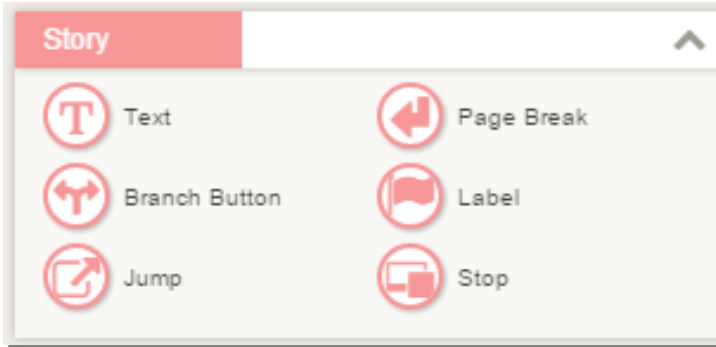 Story
Text
Page Break
Branch Button
Label
Jump
Stop